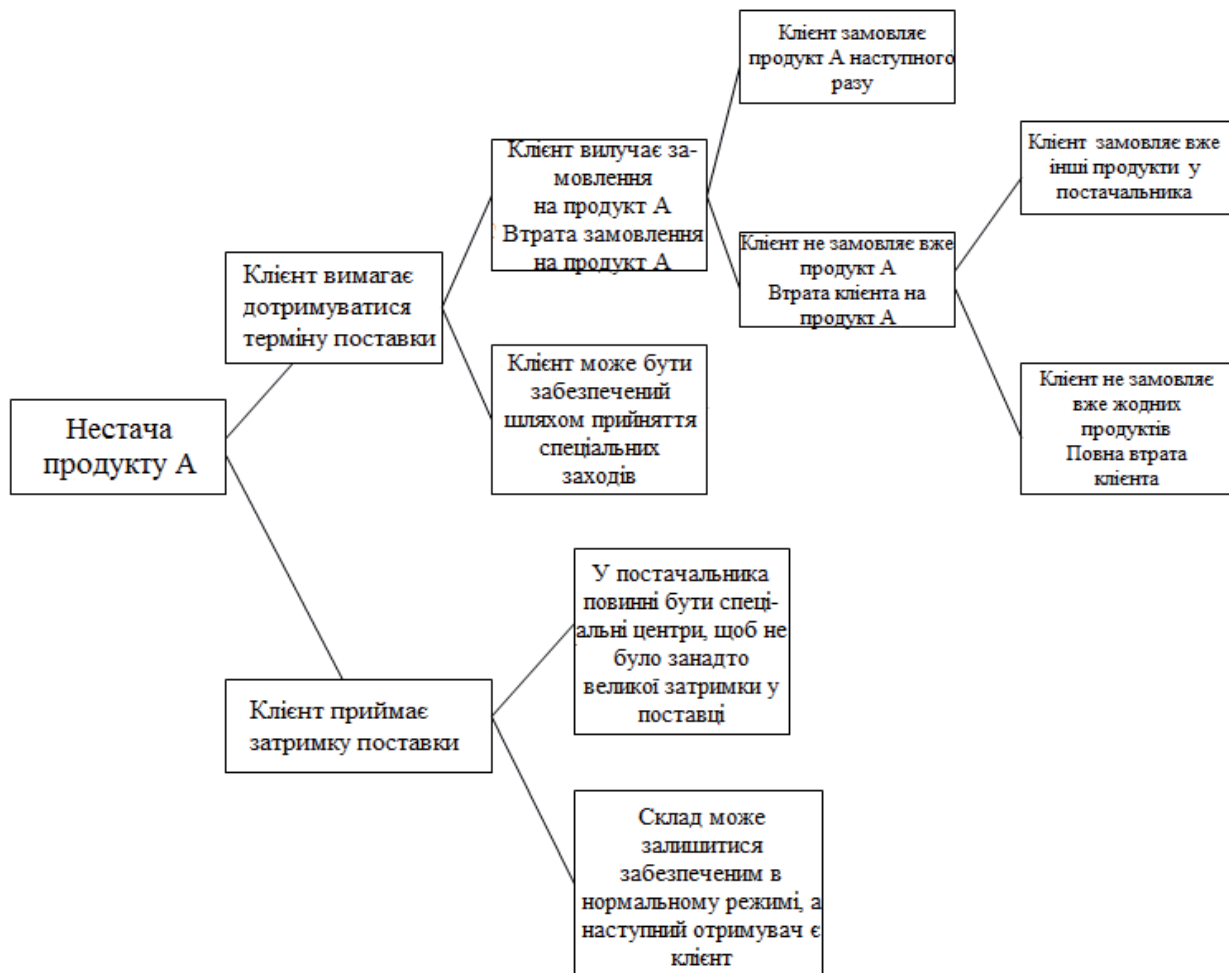 Нестача
продукту А
Клієнт вимагає
дотримуватися
терміну поставки
Клієнт вилучає за-
мовлення
на продукт А
Втрата замовлення
на продукт А
Клієнт замовляє
продукт А наступного
разу
Клієнт не замовляє вже
продукт А
Втрата клієнта на
продукт А
Клієнт замовляє вже
інші продукти у
постачальника
Клієнт не замовляє
вже жодних
продуктів
Повна втрата
клієнта
Клієнт може бути
забезпечений
шляхом прийняття
спеціальних
заходів
Клієнт приймає
затримку поставки
У постачальника
повинні бути спеці-
альні центри, щоб не
було занадто
великої затримки у
поставці
Склад може
залишитися
забезпеченим в
нормальному режимі, а
наступний отримувач є
клієнт